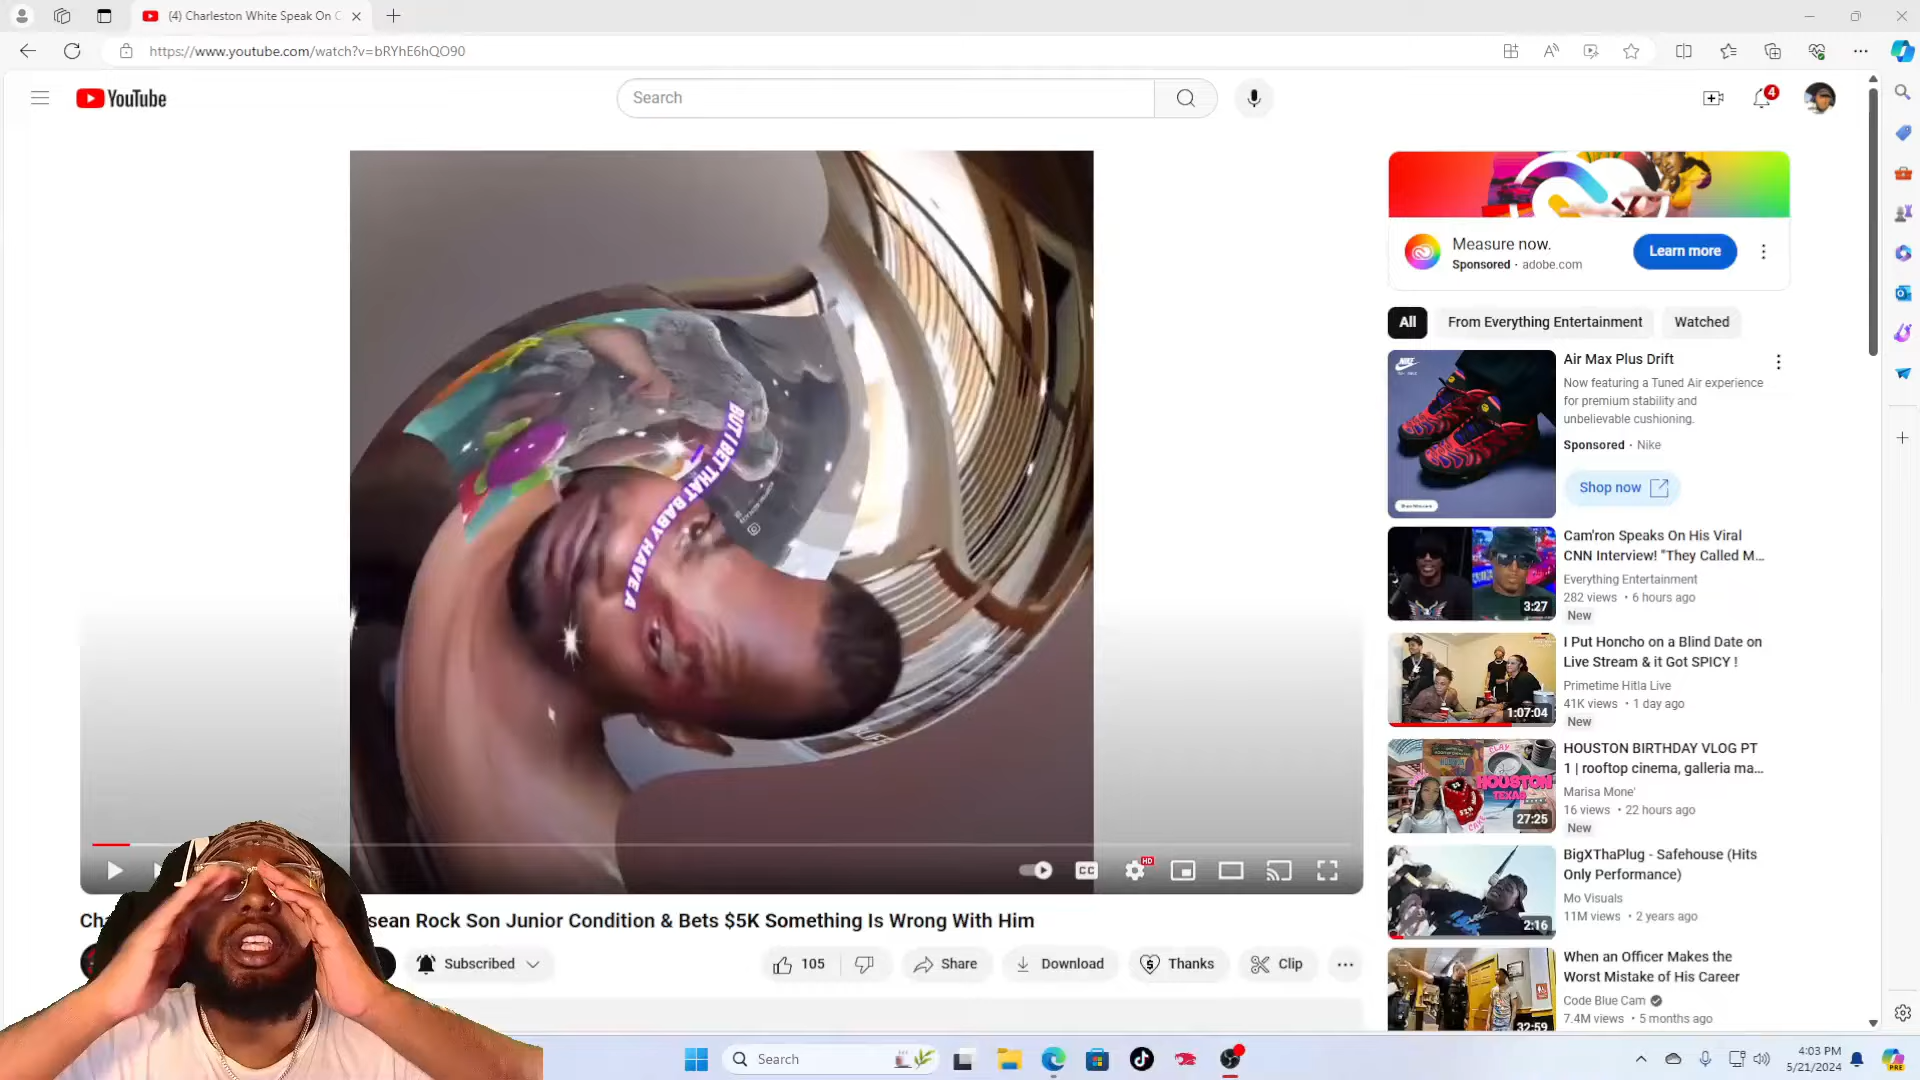 (4) Charleston White Speak On C
https://www.youtube.com/watch?v=bRYhE6hQO90
YouTube
Search
4
BUT I BET THAT BABY HAVE A
Measure now.
Sponsored · adobe.com
Learn more
All
From Everything Entertainment
Watched
Air Max Plus Drift
Now featuring a Tuned Air experience
for premium stability and
unbelievable cushioning.
Sponsored · Nike
Shop now
Cam'ron Speaks On His Viral
CNN Interview! "They Called M...
Everything Entertainment
282 views • 6 hours ago
New
3:27
I Put Honcho on a Blind Date on
Live Stream & it Got SPICY !
Primetime Hitla Live
41K views • 1 day ago
New
1:07:04
HOUSTON BIRTHDAY VLOG PT
1 | rooftop cinema, galleria ma...
Marisa Mone'
16 views • 22 hours ago
New
HOUSTON
TEXAS
27:25
BigXThaPlug - Safehouse (Hits
Only Performance)
Mo Visuals
11M views • 2 years ago
2:16
When an Officer Makes the
Worst Mistake of His Career
Code Blue Cam
7.4M views • 5 months ago
32:59
CC
HD
Ch sean Rock Son Junior Condition & Bets $5K Something Is Wrong With Him
Subscribed
105
Share
Download
Thanks
Clip
Search
4:03 PM
5/21/2024
PRE